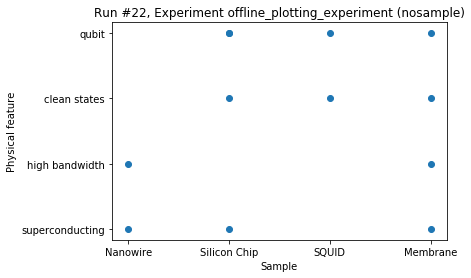 Run #22, Experiment offline_plotting_experiment (nosample)
qubit
clean states
high bandwidth
superconducting
Physical feature
Nanowire Silicon Chip SQUID Membrane
Sample